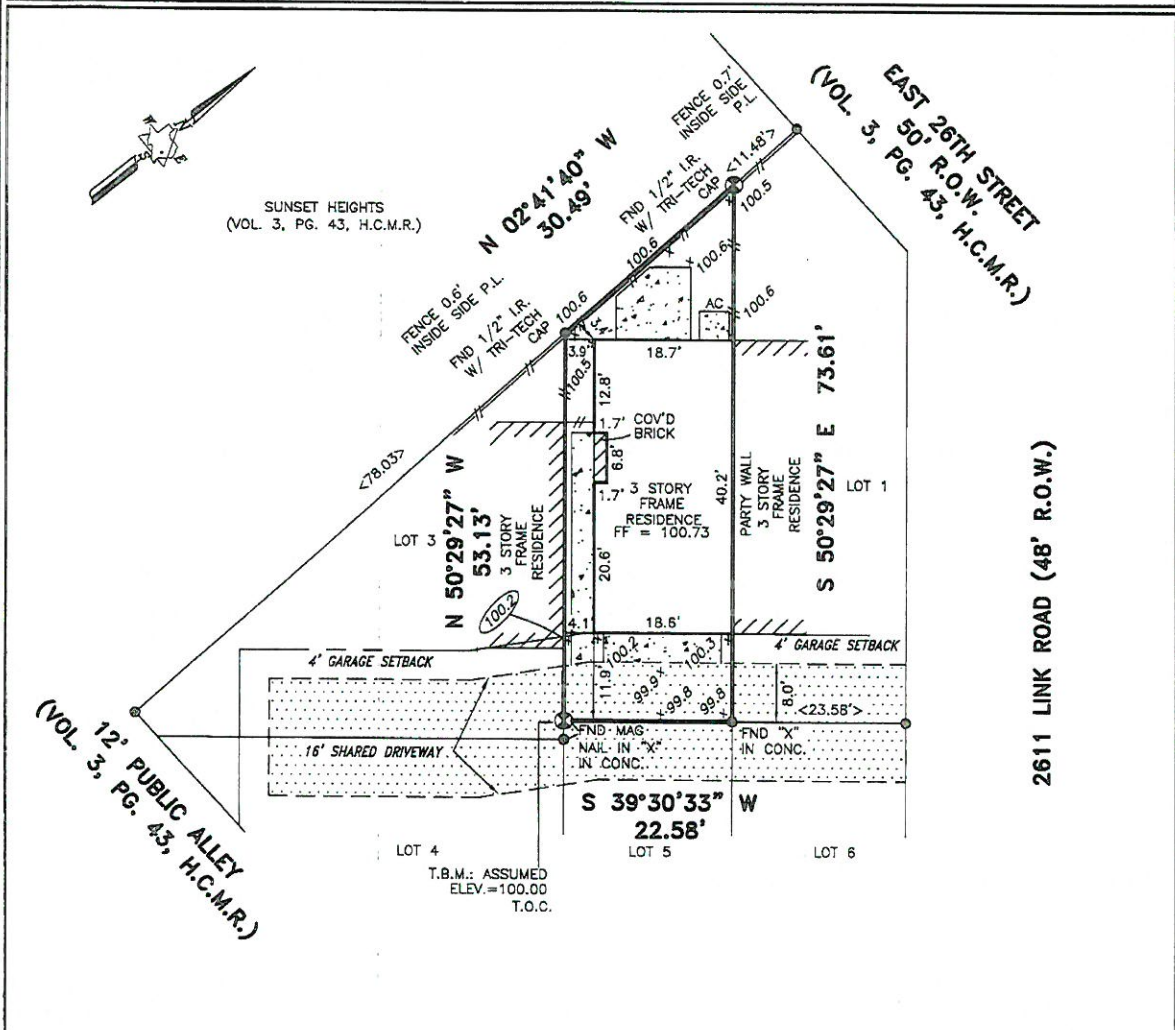 EAST 26TH STREET
50' R.O.W.
(VOL. 3, PG. 43, H.C.M.R.)
FENCE 0.7'
INSIDE SIDE
P.L.
<11.48'>
SUNSET HEIGHTS
(VOL. 3, PG. 43, H.C.M.R.)
N 02°41'40" W
30.49'
FND 1/2" I.R.
W/ TRI-TECH
CAP
100.5
100.6
100.6
100.6
100.6
AC
FENCE 0.6'
INSIDE SIDE P.L.
FND 1/2" I.R.
W/ TRI-TECH
CAP
3.4'
3.9"
18.7'
100.5
12.8'
1.7'
COV'D
BRICK
6.8'
1.7'
3 STORY
FRAME
RESIDENCE
FF = 100.73
40.2'
PARTY WALL
3 STORY
FRAME
RESIDENCE
S 50°29'27" E 73.61'
LOT 1
2611 LINK ROAD (48' R.O.W.)
<78.03>
LOT 3
N 50°29'27" W
53.13'
3 STORY
FRAME
RESIDENCE
20.6'
100.2
4.1'
18.6'
4' GARAGE SETBACK
4' GARAGE SETBACK
100.2
100.3
11.9'
99.9
99.8
99.8
8.0'
<23.58'>
FND MAG
NAIL IN "X"
IN CONC.
FND "X"
IN CONC.
16' SHARED DRIVEWAY
12' PUBLIC ALLEY
(VOL. 3, PG. 43, H.C.M.R.)
S 39°30'33" W
22.58'
LOT 4
LOT 5
LOT 6
T.B.M.: ASSUMED
ELEV.=100.00
T.O.C.